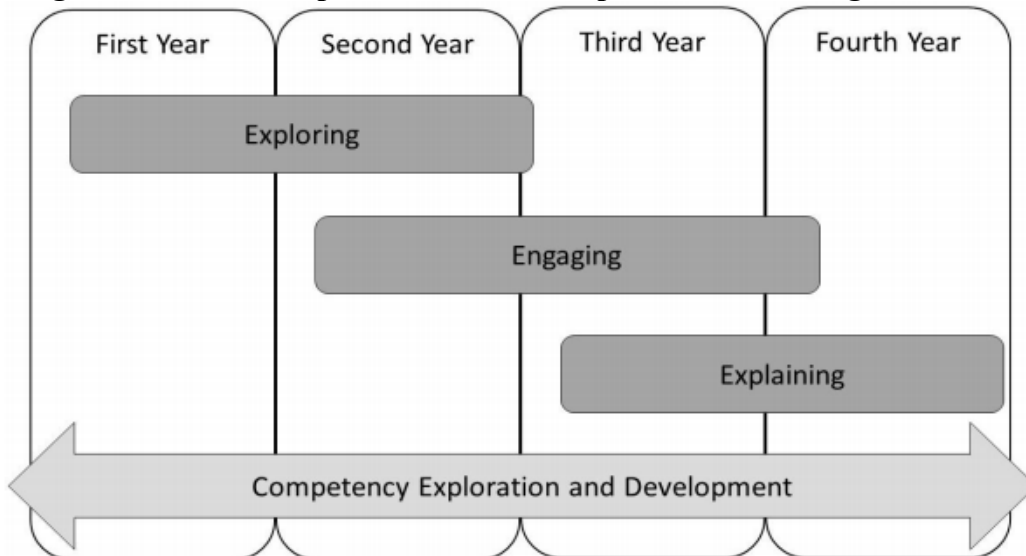 First Year
Second Year
Third Year
Fourth Year
Exploring
Engaging
Explaining
Competency Exploration and Development